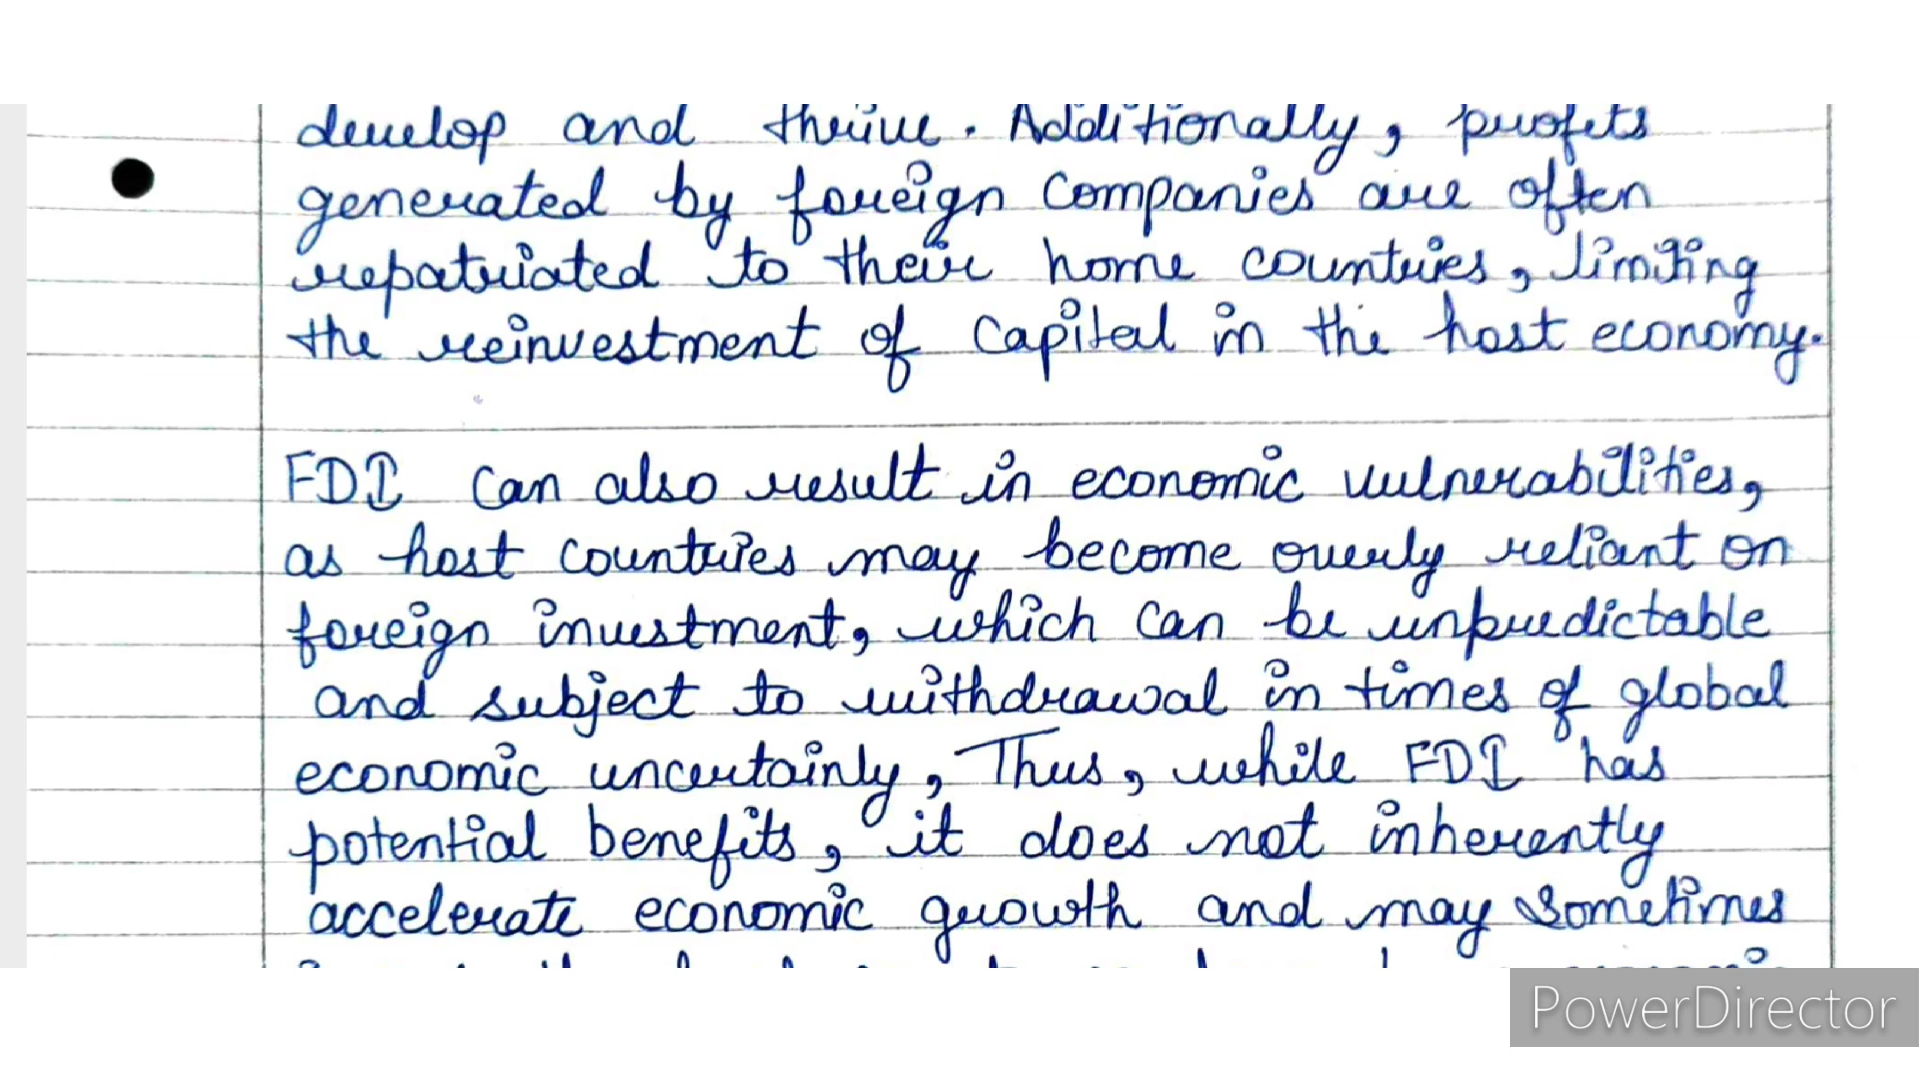 develop and thrive. Additionally, profits
generated by foreign companies are often
repatriated to their home countries, limiting
the reinvestment of capital in the host economy.
FDI can also result in economic vulnerabilities,
as host countries may become overly reliant on
foreign investment, which can be unpredictable
and subject to withdrawal in times of global
economic uncertainly, Thus, while FDI has
potential benefits, it does not inherently
accelerate economic growth and may sometimes
PowerDirector